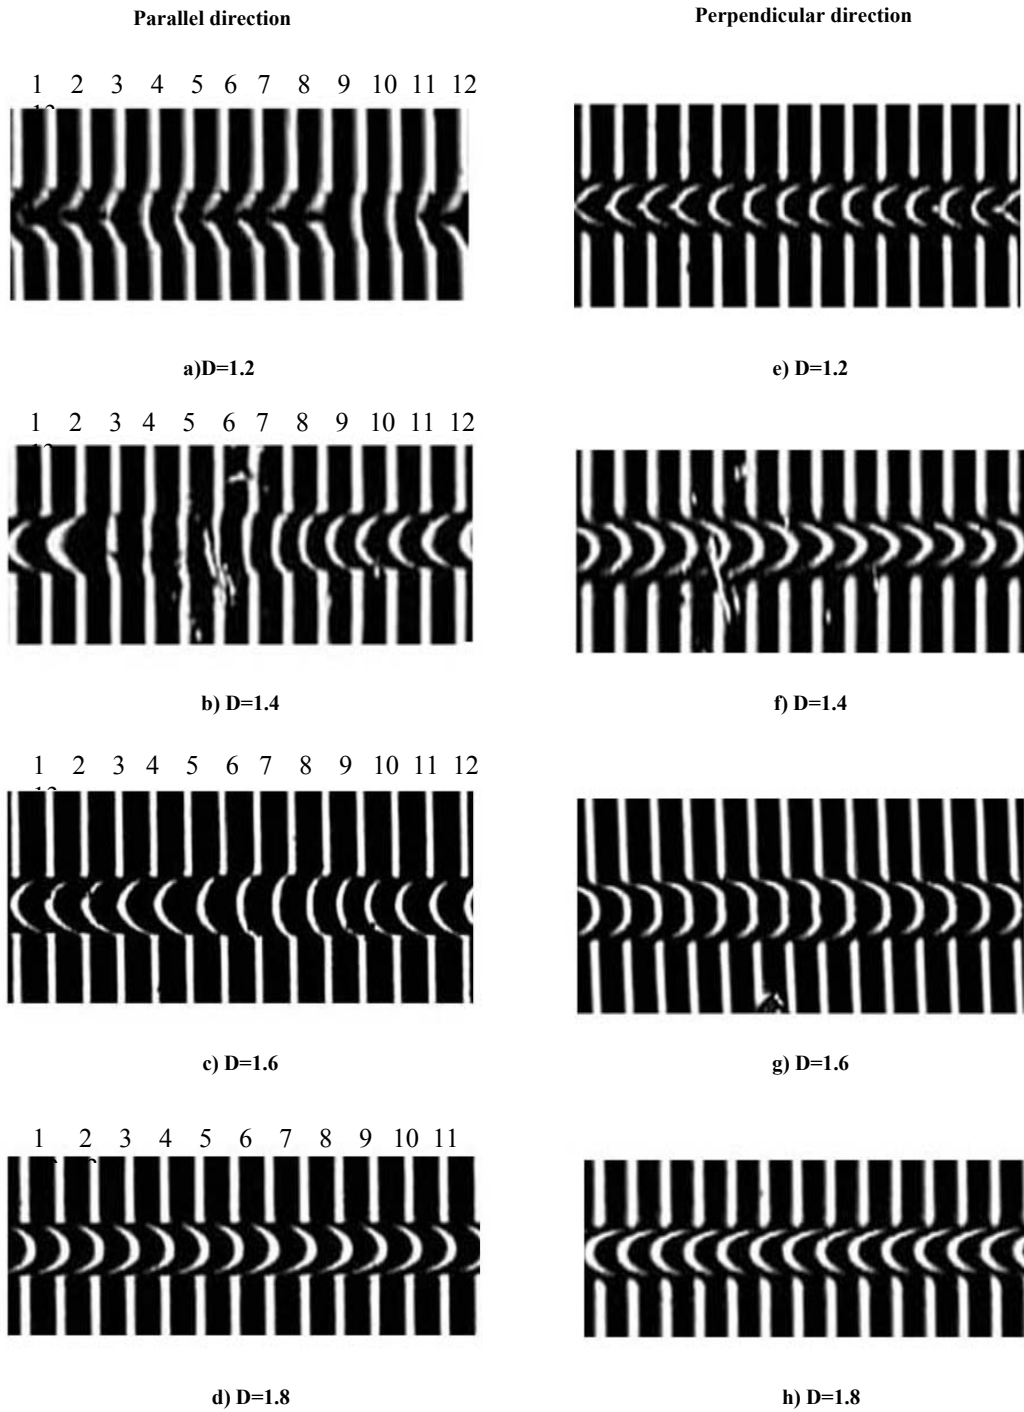 Parallel direction
Perpendicular direction
1 2 3 4 5 6 7 8 9 10 11 12
a)D=1.2
e) D=1.2
1 2 3 4 5 6 7 8 9 10 11 12
b) D=1.4
f) D=1.4
1 2 3 4 5 6 7 8 9 10 11 12
c) D=1.6
g) D=1.6
1 2 3 4 5 6 7 8 9 10 11
d) D=1.8
h) D=1.8